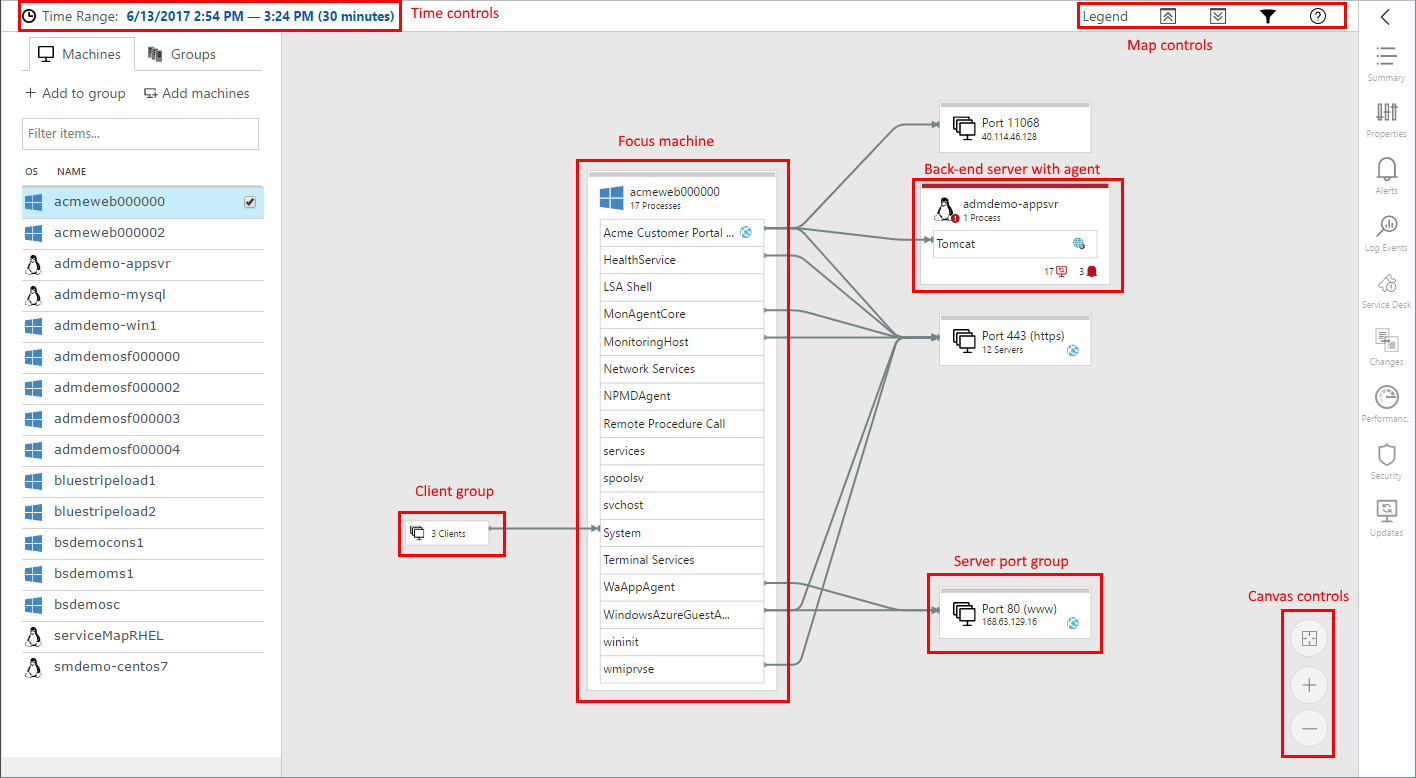 Time Range: 6/13/2017 2:54 PM — 3:24 PM (30 minutes)
Time controls
Legend
Map controls
Machines
Groups
+ Add to group
Add machines
Filter items...
OS NAME
acmeweb000000
acmeweb000002
admdemo-appsvr
admdemo-mysql
admdemo-win1
admdemosf000000
admdemosf000002
admdemosf000003
admdemosf000004
bluestripeload1
bluestripeload2
bsdemocons1
bsdemoms1
bsdemosc
serviceMapRHEL
smdemo-centos7
Client group
3 Clients
Focus machine
acmeweb000000
17 Processes
Acme Customer Portal ...
HealthService
LSA Shell
MonAgentCore
MonitoringHost
Network Services
NPMDAgent
Remote Procedure Call
services
spoolsv
svchost
System
Terminal Services
WaAppAgent
WindowsAzureGuestA...
wininit
wmiprvse
Port 11068
40.114.46.128
Back-end server with agent
admdemo-appsvr
1 Process
Tomcat
17
3
Port 443 (https)
12 Servers
Server port group
Port 80 (www)
168.63.129.16
Canvas controls
Summary
Properties
Alerts
Log Events
Service Desk
Changes
Performanc...
Security
Updates